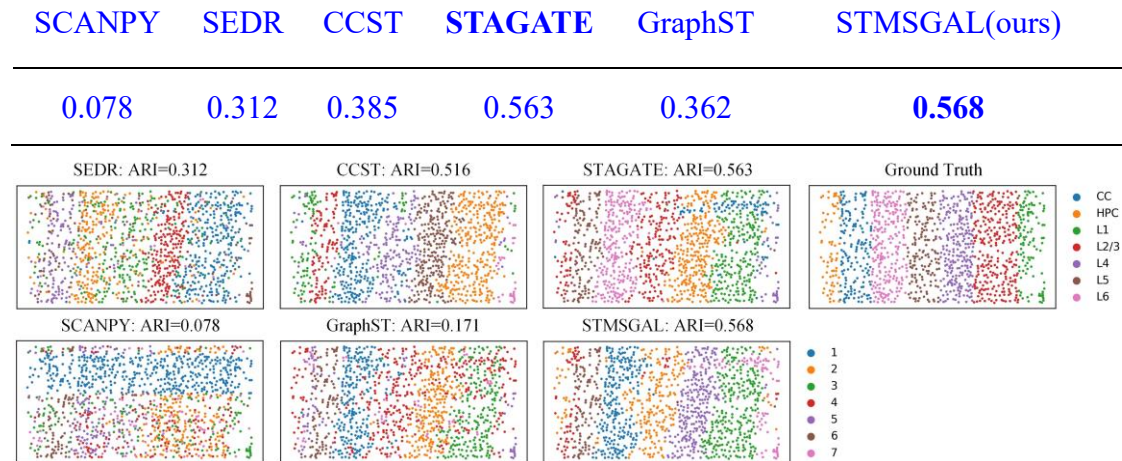 SCANPY SEDR CCST STAGATE GraphST STMSGAL(ours)
0.078 0.312 0.385 0.563 0.362 0.568
SEDR: ARI=0.312 CCST: ARI=0.516 STAGATE: ARI=0.563 Ground Truth
CC
HPC
L1
L2/3
L4
L5
L6
SCANPY: ARI=0.078 GraphST: ARI=0.171 STMSGAL: ARI=0.568
1
2
3
4
5
6
7